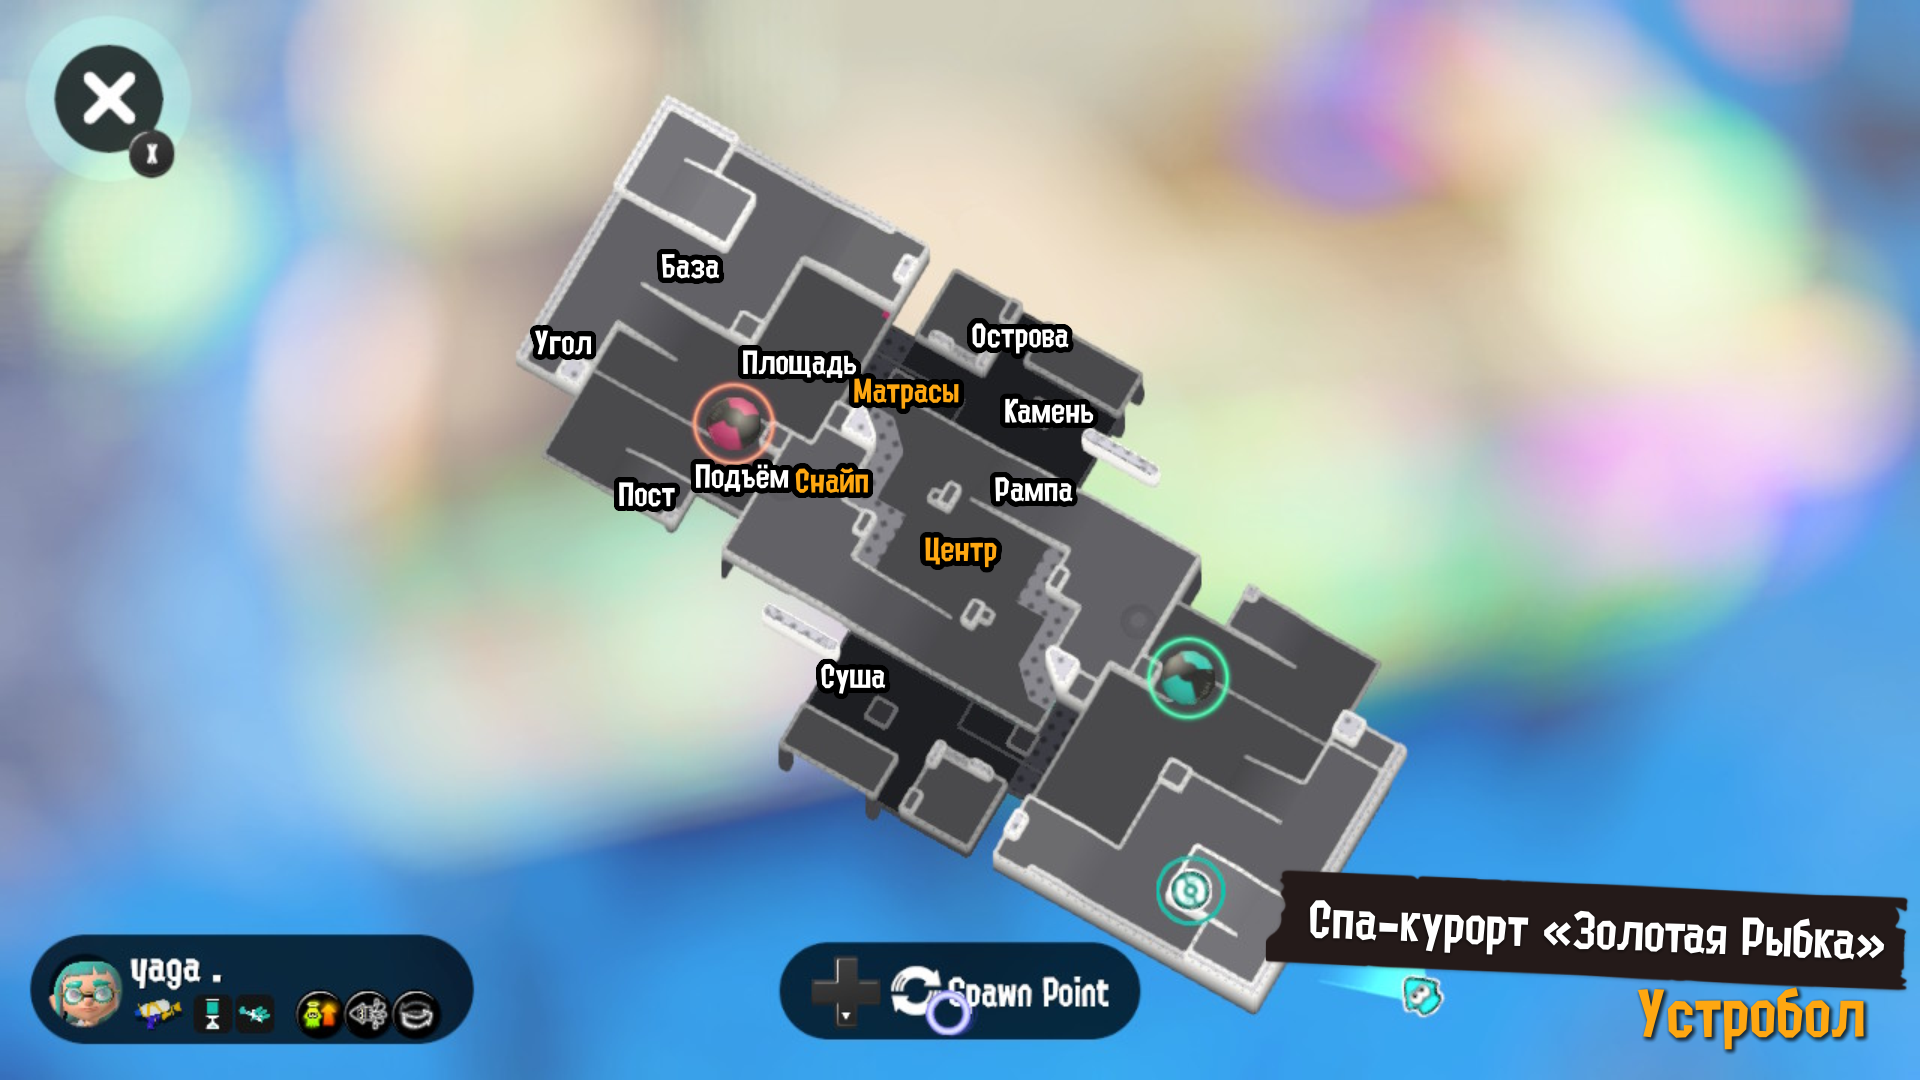 X
База
Угол
Острова
Площадь
Матрасы
Камень
Подъём
Снайп
Пост
Рампа
Центр
Суша
Спа-курорт «Золотая Рыбка»
Устробол
yaga .
Spawn Point